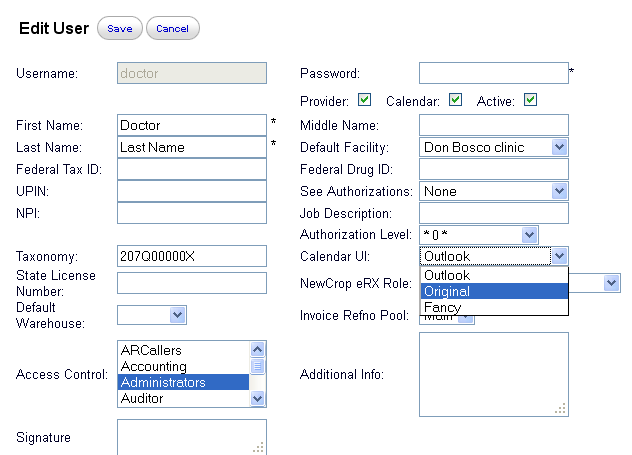 Edit User Save Cancel
Username: doctor Password: *
Provider: Calendar: Active:
First Name: Doctor * Middle Name:
Last Name: Last Name * Default Facility: Don Bosco clinic
Federal Tax ID: Federal Drug ID:
UPIN: See Authorizations: None
NPI: Job Description:
Authorization Level: * 0 *
Taxonomy: 207Q00000X Calendar UI: Outlook
Outlook
State License
Number: NewCrop eRX Role: Original
Default
Warehouse: Invoice Refno Pool: Main
Fancy
ARCallers
Accounting
Access Control: Administrators Additional Info:
Auditor
Signature